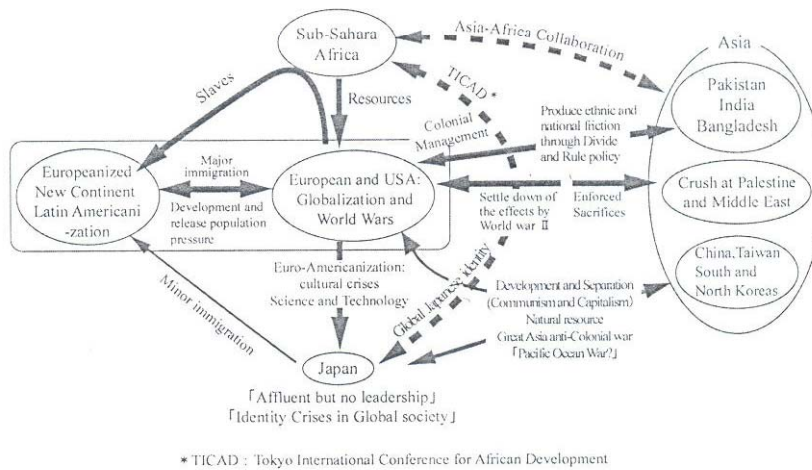 Sub-Sahara
Africa
Asia-Africa Collaboration
Asia
Slaves
Resources
TICAD *
Colonial
Management
Produce ethnic and
national friction
through Divide
and Rule policy
Pakistan
India
Bangladesh
Europeanized
New Continent
Latin Americani
-zation
Major
immigration
Development and
release population
pressure
European and USA:
Globalization and
World Wars
Settle down of
the effects by
World war Ⅱ
Enforced
Sacrifices
Crush at Palestine
and Middle East
Euro-Americanization:
cultural crises
Science and Technology
Global Japanese identity
Development and Separation
(Communism and Capitalism)
Natural resource
Great Asia anti-Colonial war
「Pacific Ocean War?」
China,Taiwan
South and
North Koreas
Minor immigration
Japan
「Affluent but no leadership」
「Identity Crises in Global society」
* TICAD : Tokyo International Conference for African Development